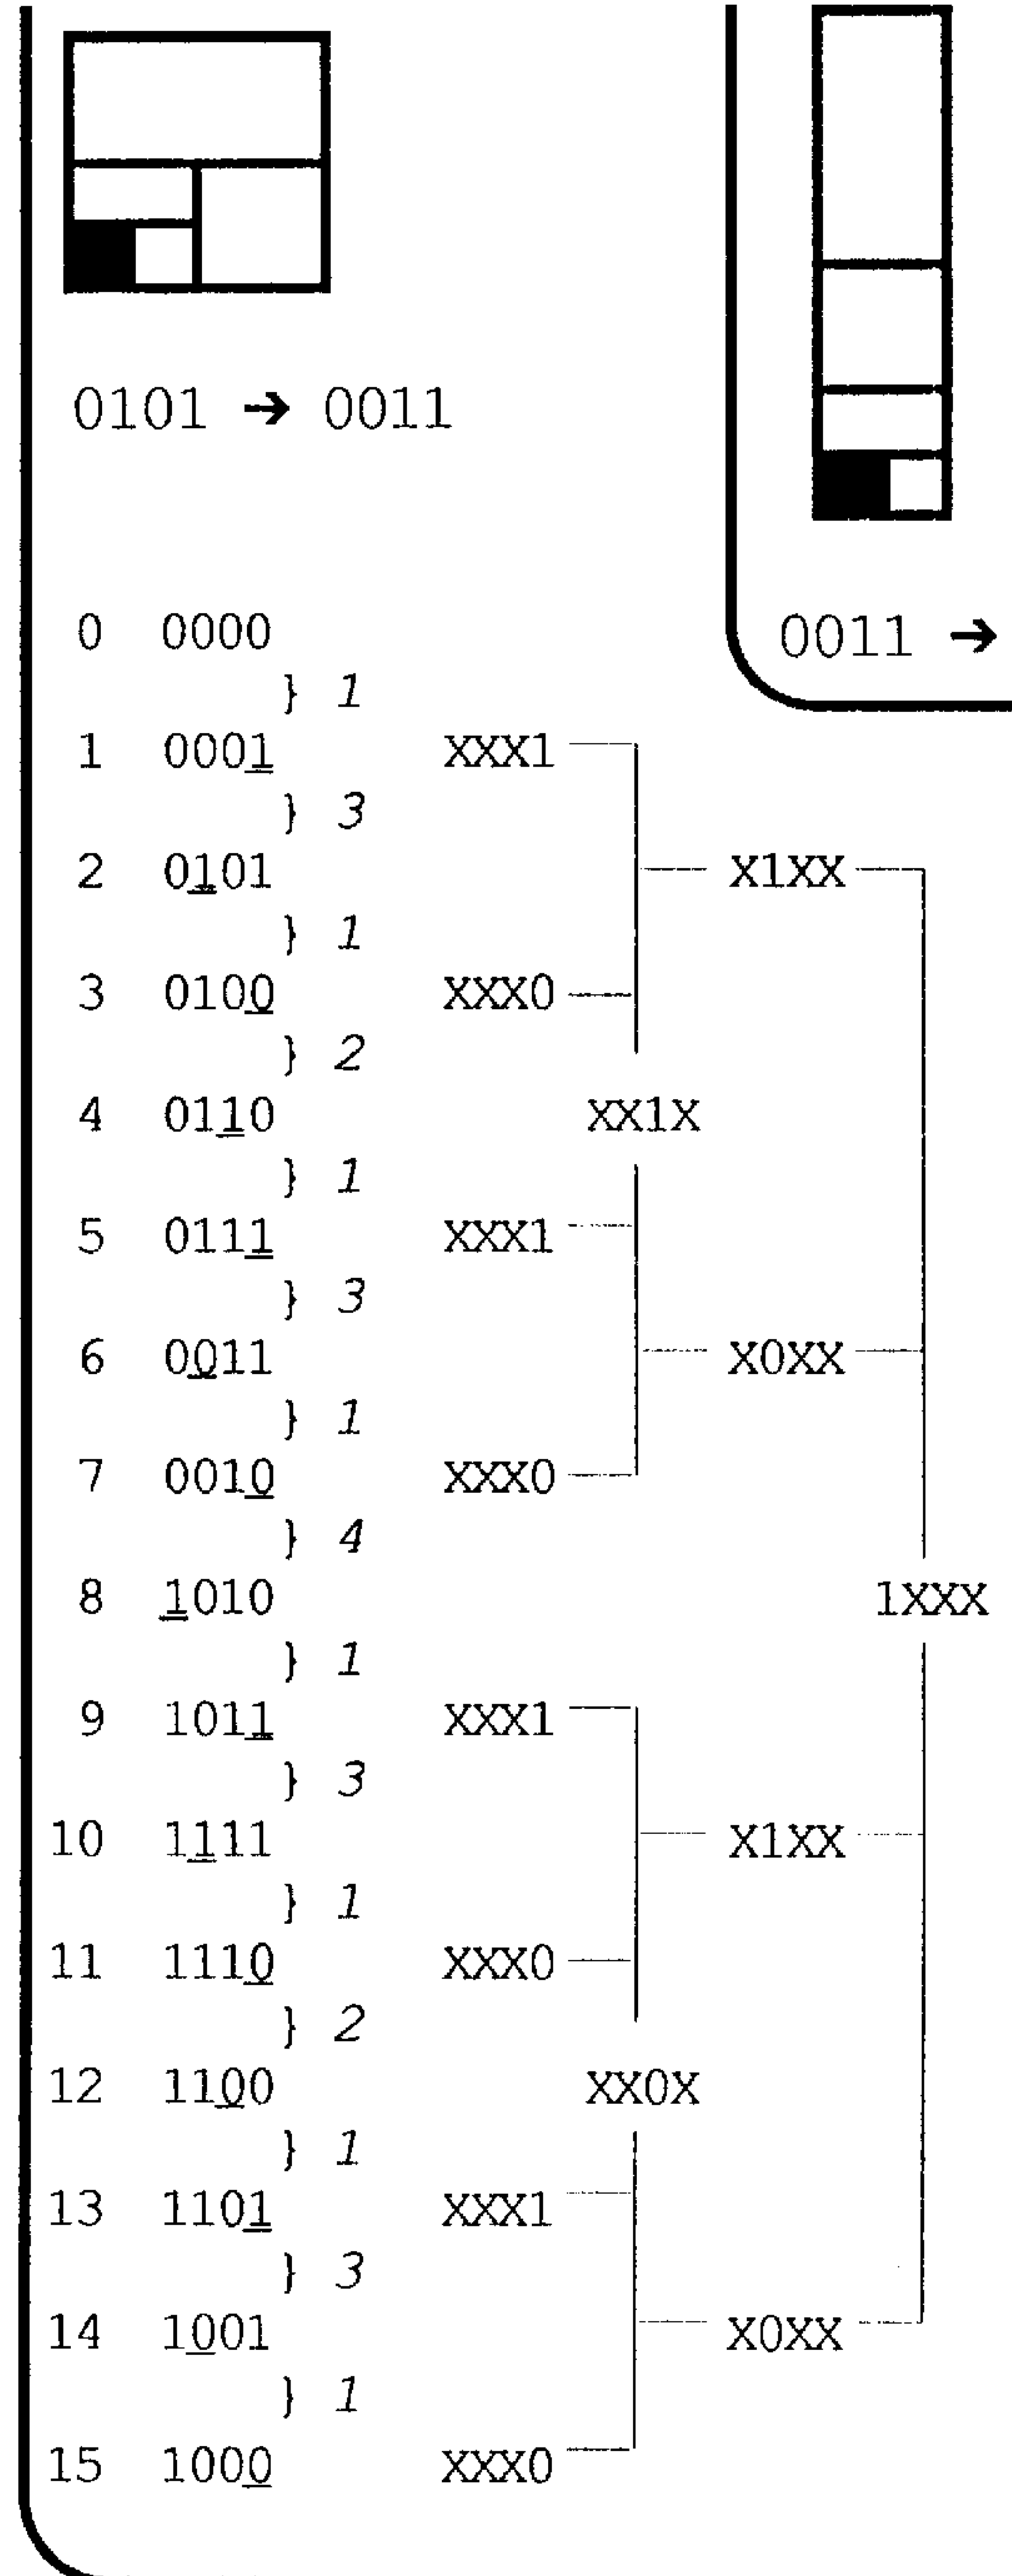 0101 → 0011
0011 →
0 0000
} 1
1 0001 XXX1
} 3
2 0101 X1XX
} 1
3 0100 XXX0
} 2
4 0110 XX1X
} 1
5 0111 XXX1
} 3
6 0011 X0XX
} 1
7 0010 XXX0
} 4
8 1010 1XXX
} 1
9 1011 XXX1
} 3
10 1111 X1XX
} 1
11 1110 XXX0
} 2
12 1100 XX0X
} 1
13 1101 XXX1
} 3
14 1001 X0XX
} 1
15 1000 XXX0